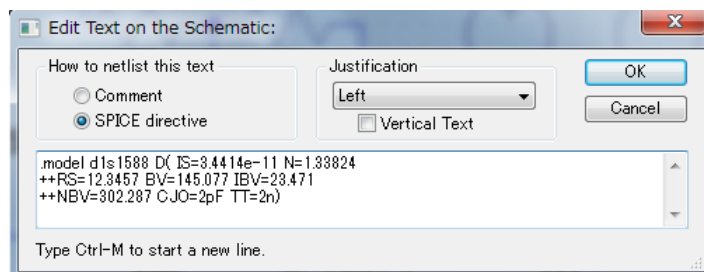 Edit Text on the Schematic:
How to netlist this text
Comment
SPICE directive
Justification
Left
Vertical Text
OK
Cancel
.model d1s1588 D( IS=3.4414e-11 N=1.33824
++RS=12.3457 BV=145.077 IBV=23.471
++NBV=302.287 CJO=2pF TT=2n)
Type Ctrl-M to start a new line.